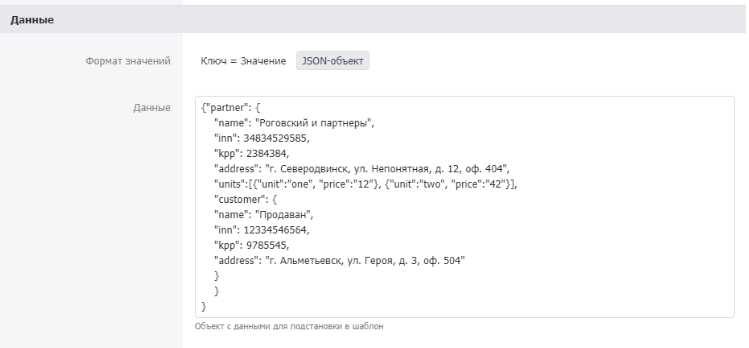 Данные
Формат значений Ключ = Значение JSON-объект
Данные
{"partner": {
"name": "Роговский и партнеры",
"inn": 34834529585,
"kpp": 2384384,
"address": "г. Северодвинск, ул. Непонятная, д. 12, оф. 404",
"units":[{"unit":"one", "price":"12"}, {"unit":"two", "price":"42"}],
"customer": {
"name": "Продаван",
"inn": 12334546564,
"kpp": 9785545,
"address": "г. Альметьевск, ул. Героя, д. 3, оф. 504"
}
}
}
Объект с данными для подстановки в шаблон